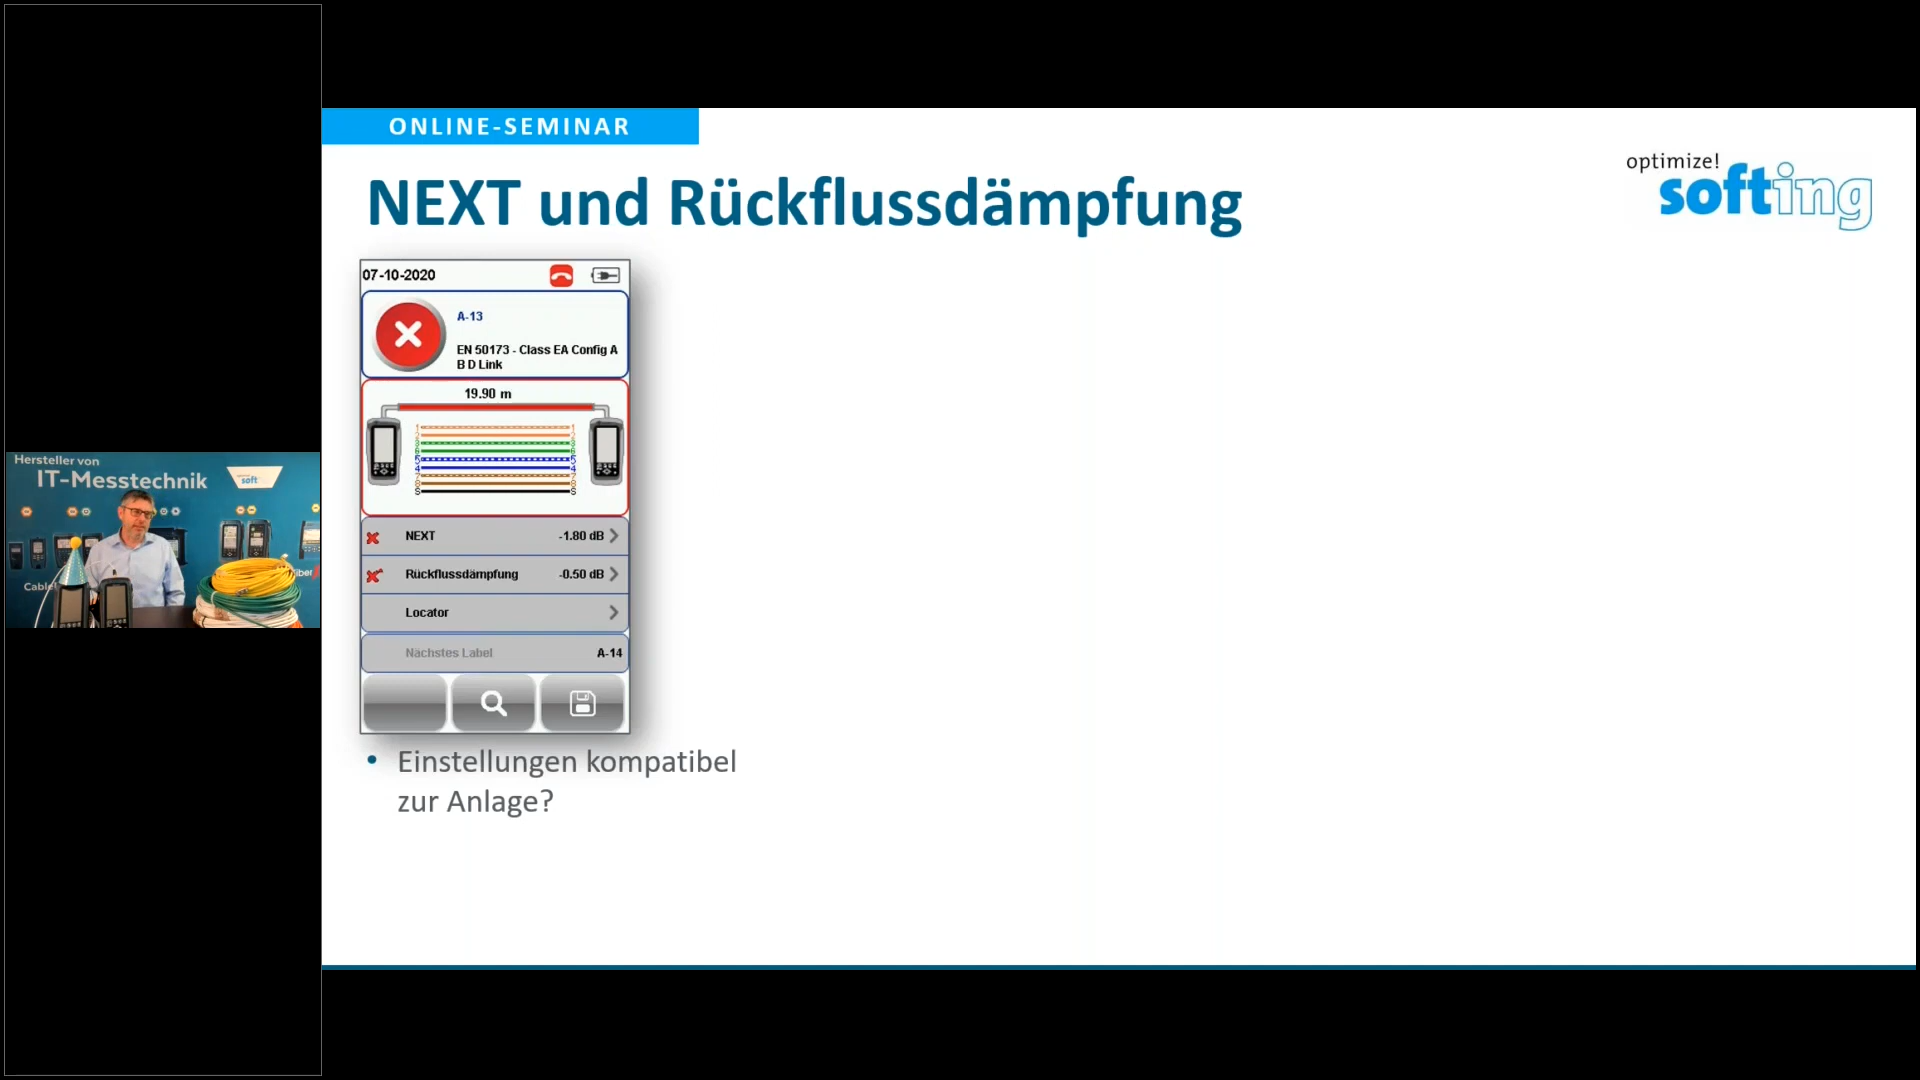 ONLINE-SEMINAR
optimize!
softing
NEXT und Rückflussdämpfung
07-10-2020
A-13
EN 50173 - Class EA Config A
B D Link
19.90 m
NEXT -1.80 dB
Rückflussdämpfung -0.50 dB
Locator
Nächstes Label A-14
• Einstellungen kompatibel
zur Anlage?
Hersteller von
IT-Messtechnik
soft
Cable